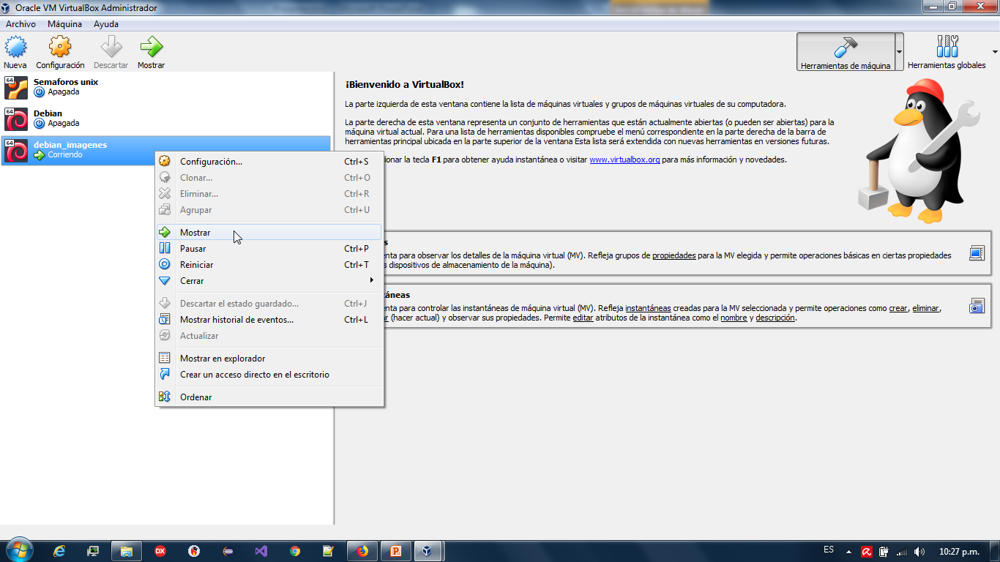 Oracle VM VirtualBox Administrador
Archivo Máquina Ayuda
Nueva Configuración Descartar Mostrar
Herramientas de máquina Herramientas globales
64 Semaforos unix
Apagada
64 Debian
Apagada
64 debian_imagenes
Corriendo
Configuración... Ctrl+S
Clonar... Ctrl+O
Eliminar... Ctrl+R
Agrupar Ctrl+U
Mostrar
Pausar Ctrl+P
Reiniciar Ctrl+T
Cerrar
Descartar el estado guardado... Ctrl+J
Mostrar historial de eventos... Ctrl+L
Actualizar
Mostrar en explorador
Crear un acceso directo en el escritorio
Ordenar
¡Bienvenido a VirtualBox!
La parte izquierda de esta ventana contiene la lista de máquinas virtuales y grupos de máquinas virtuales de su computadora.
La parte derecha de esta ventana representa un conjunto de herramientas que están actualmente abiertas (o pueden ser abiertas) para la
máquina virtual actual. Para una lista de herramientas disponibles compruebe el menú correspondiente en la parte derecha de la barra de
herramientas principal ubicada en la parte superior de la ventana Esta lista será extendida con nuevas herramientas en versiones futuras.
ionar la tecla F1 para obtener ayuda instantánea o visitar www.virtualbox.org para más información y novedades.
s
enta para observar los detalles de la máquina virtual (MV). Refleja grupos de propiedades para la MV elegida y permite operaciones básicas en ciertas propiedades
s dispositivos de almacenamiento de la máquina).
táneas
enta para controlar las instantáneas de máquina virtual (MV). Refleja instantáneas creadas para la MV seleccionada y permite operaciones como crear, eliminar,
r (hacer actual) y observar sus propiedades. Permite editar atributos de la instantánea como el nombre y descripción.
DX
ES 10:27 p.m.